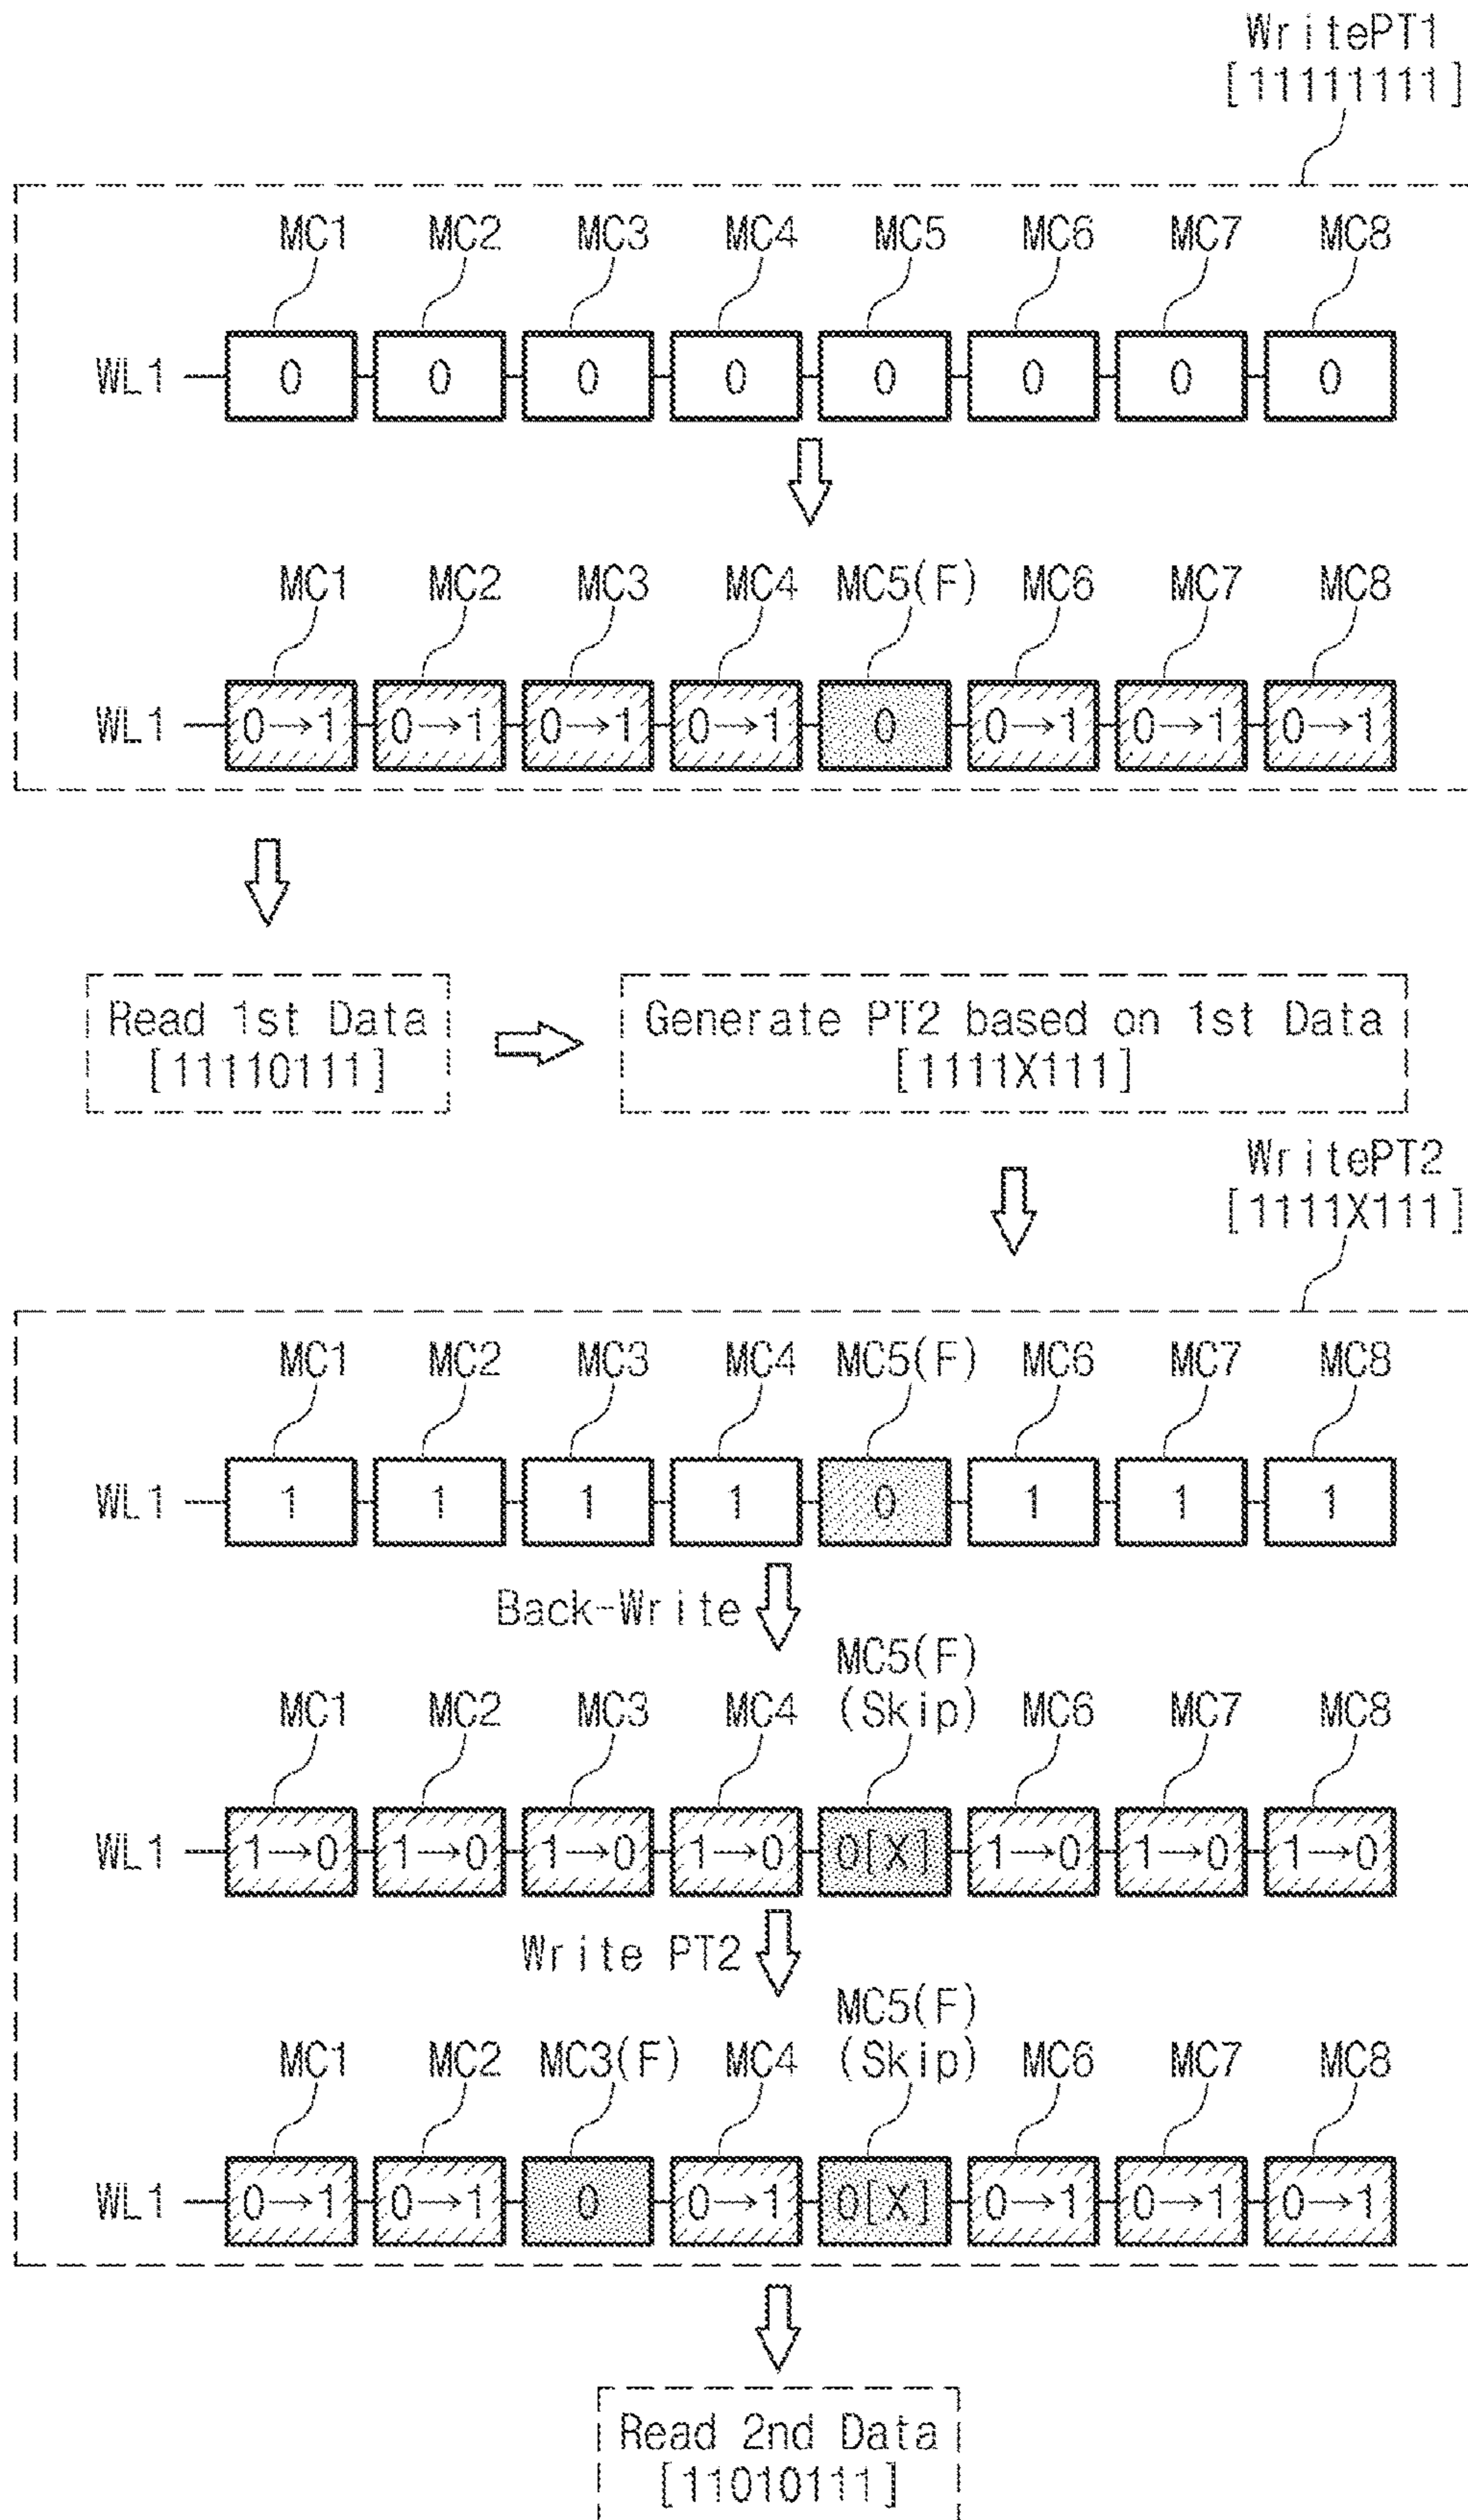 WritePT1
[11111111]
MC1 MC2 MC3 MC4 MC5 MC6 MC7 MC8
WL1 0 0 0 0 0 0 0 0
MC1 MC2 MC3 MC4 MC5(F) MC6 MC7 MC8
WL1 0→1 0→1 0→1 0→1 0 0→1 0→1 0→1
Read 1st Data
[11110111]
Generate PT2 based on 1st Data
[1111X111]
WritePT2
[1111X111]
MC1 MC2 MC3 MC4 MC5(F) MC6 MC7 MC8
WL1 1 1 1 1 0 1 1 1
Back-Write
MC5(F)
MC1 MC2 MC3 MC4 (Skip) MC6 MC7 MC8
WL1 1→0 1→0 1→0 1→0 0[X] 1→0 1→0 1→0
Write PT2
MC5(F)
MC1 MC2 MC3(F) MC4 (Skip) MC6 MC7 MC8
WL1 0→1 0→1 0 0→1 0[X] 0→1 0→1 0→1
Read 2nd Data
[11010111]